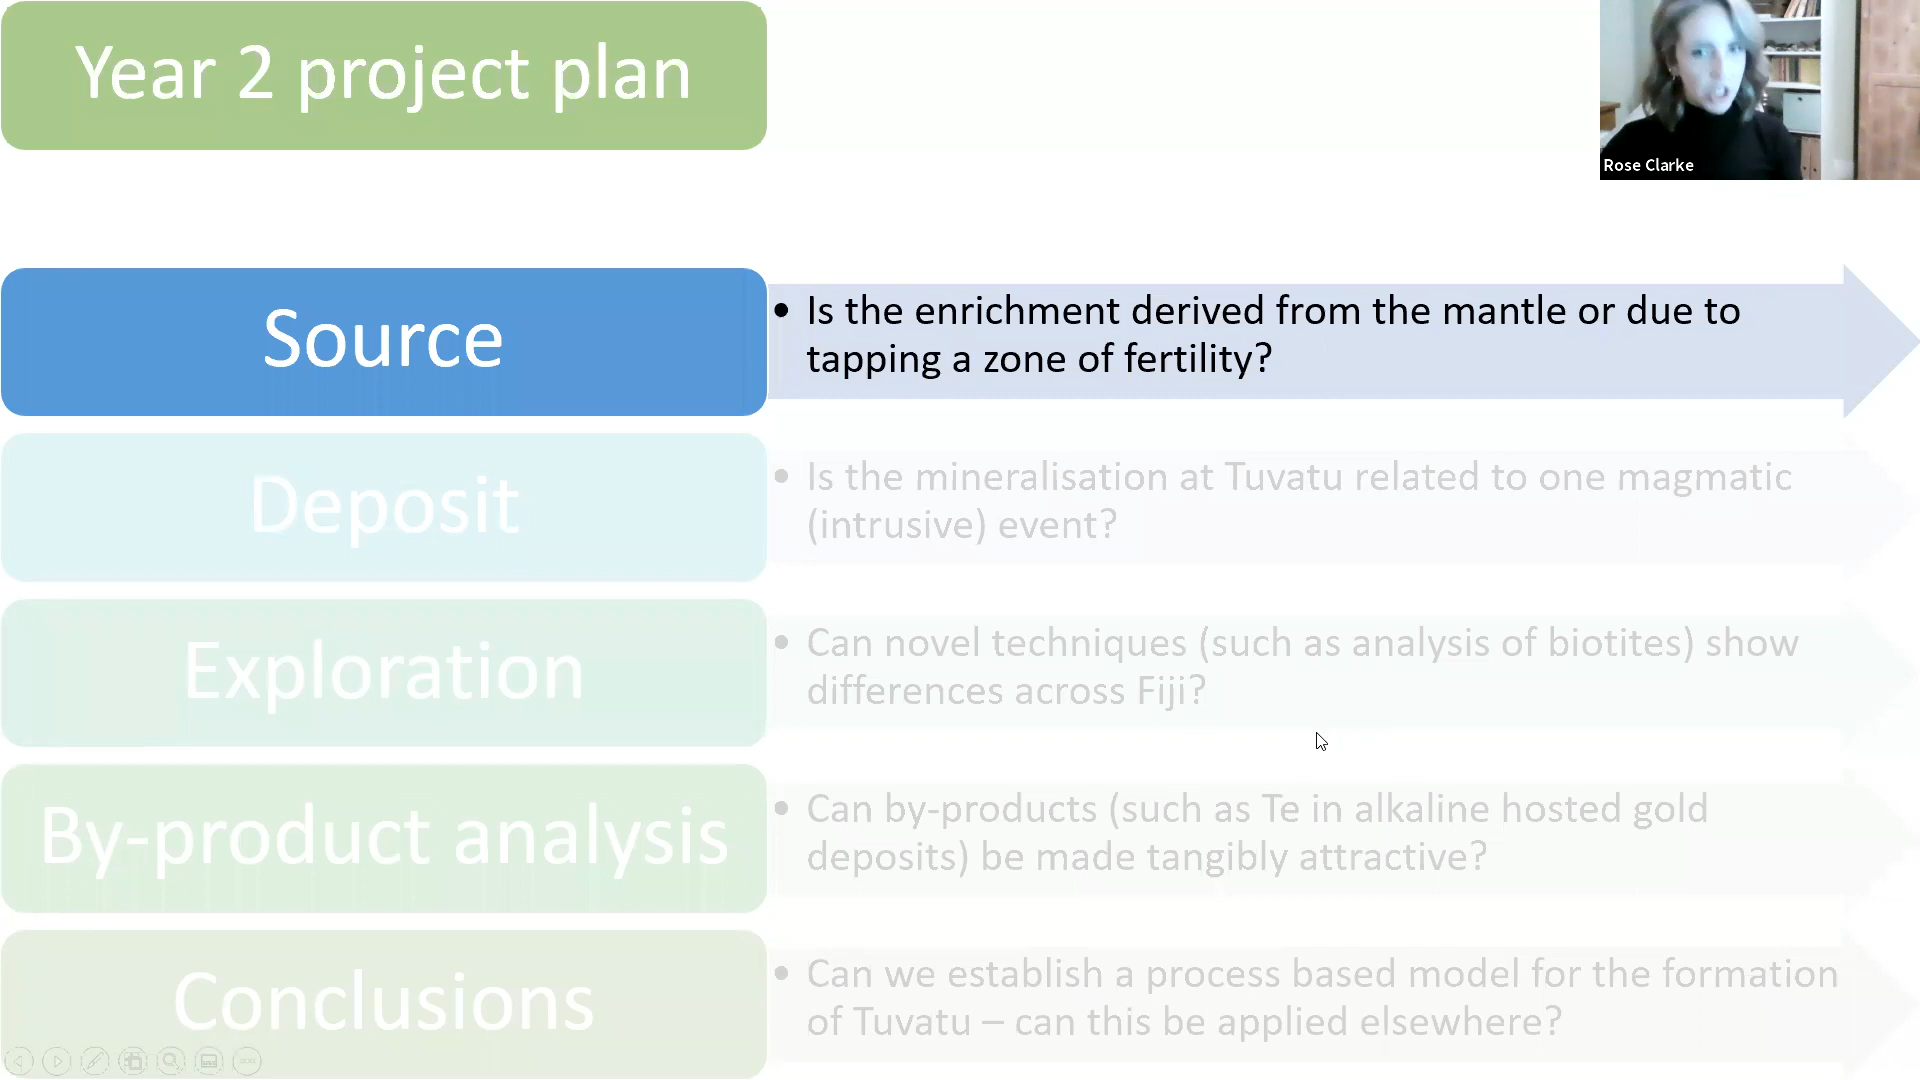 Year 2 project plan
Rose Clarke
Source
• Is the enrichment derived from the mantle or due to
tapping a zone of fertility?
Deposit
• Is the mineralisation at Tuvatu related to one magmatic
(intrusive) event?
Exploration
• Can novel techniques (such as analysis of biotites) show
differences across Fiji?
By-product analysis
• Can by-products (such as Te in alkaline hosted gold
deposits) be made tangibly attractive?
Conclusions
• Can we establish a process based model for the formation
of Tuvatu – can this be applied elsewhere?